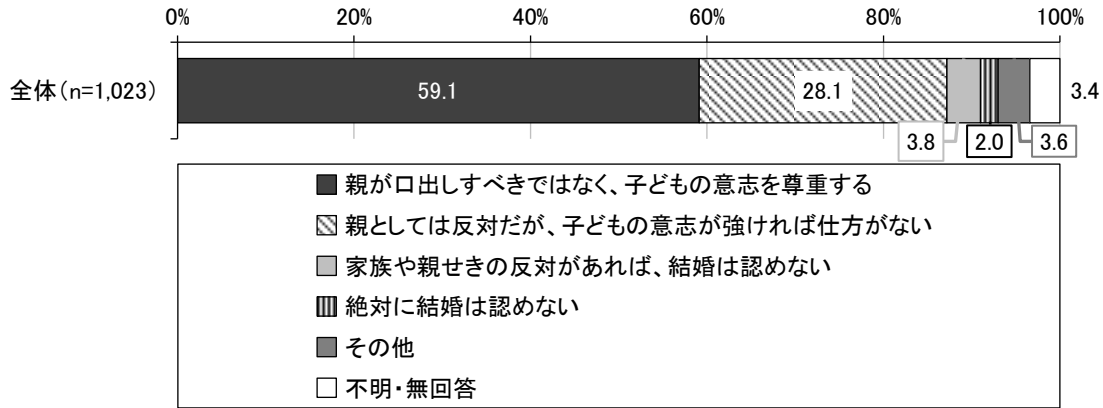 0% 20% 40% 60% 80% 100%
全体(n=1,023) 59.1 28.1 3.4
3.8 2.0 3.6
親が口出しすべきではなく、子どもの意志を尊重する
親としては反対だが、子どもの意志が強ければ仕方がない
家族や親せきの反対があれば、結婚は認めない
絶対に結婚は認めない
その他
不明・無回答